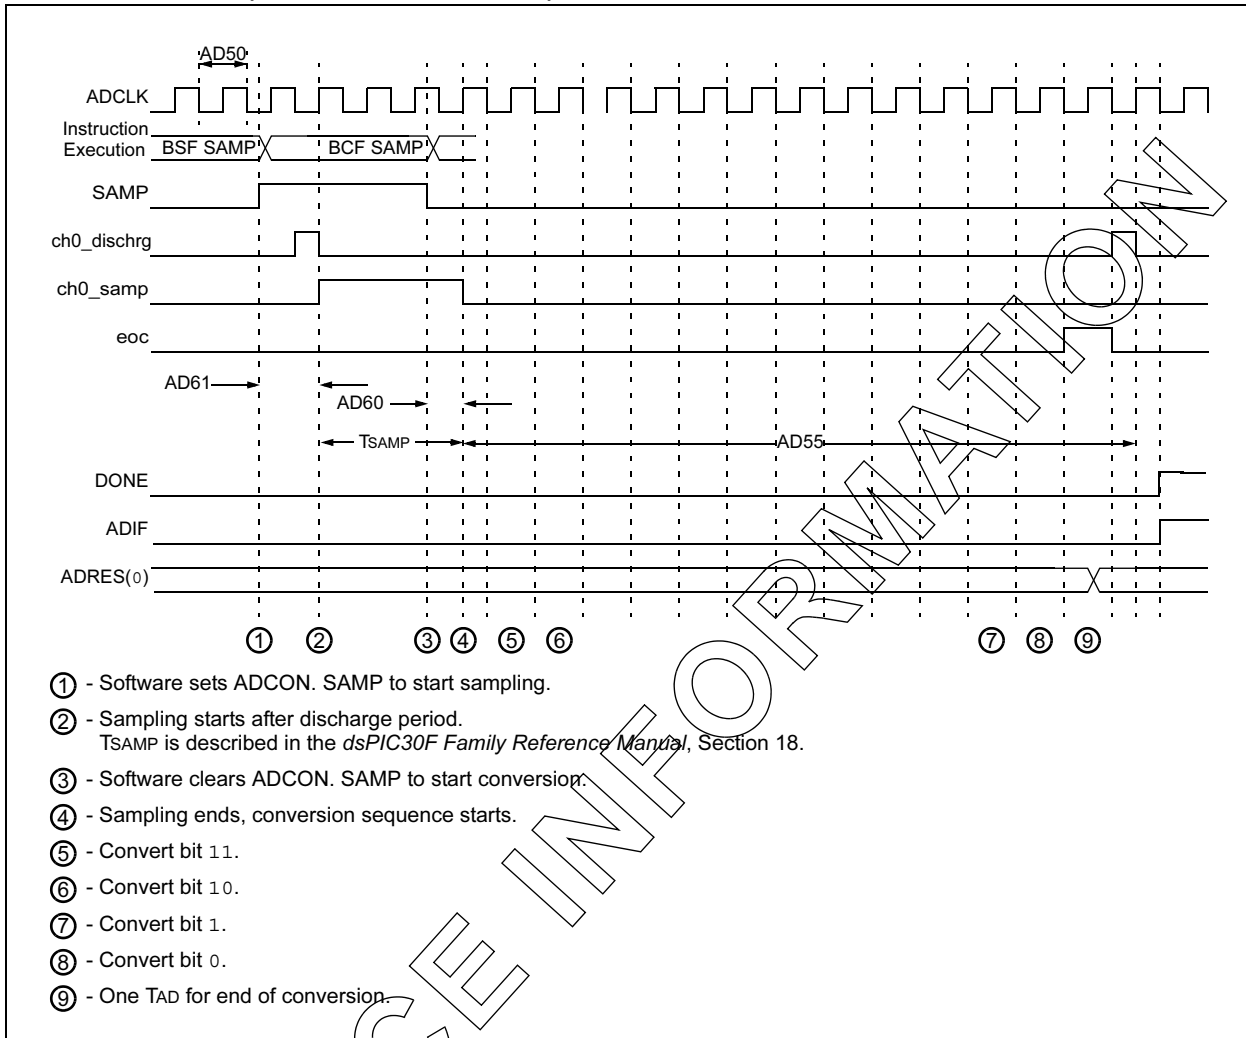 AD50
ADCLK
Instruction
Execution
BSF SAMP
BCF SAMP
SAMP
ch0_dischrg
ch0_samp
eoc
AD61
AD60
TSAMP
AD55
DONE
ADIF
ADRES(0)
1 2 3 4 5 6 7 8 9
1 - Software sets ADCON. SAMP to start sampling.
2 - Sampling starts after discharge period.
TSAMP is described in the dsPIC30F Family Reference Manual, Section 18.
3 - Software clears ADCON. SAMP to start conversion.
4 - Sampling ends, conversion sequence starts.
5 - Convert bit 11.
6 - Convert bit 10.
7 - Convert bit 1.
8 - Convert bit 0.
9 - One TAD for end of conversion.
GE INFORMATION